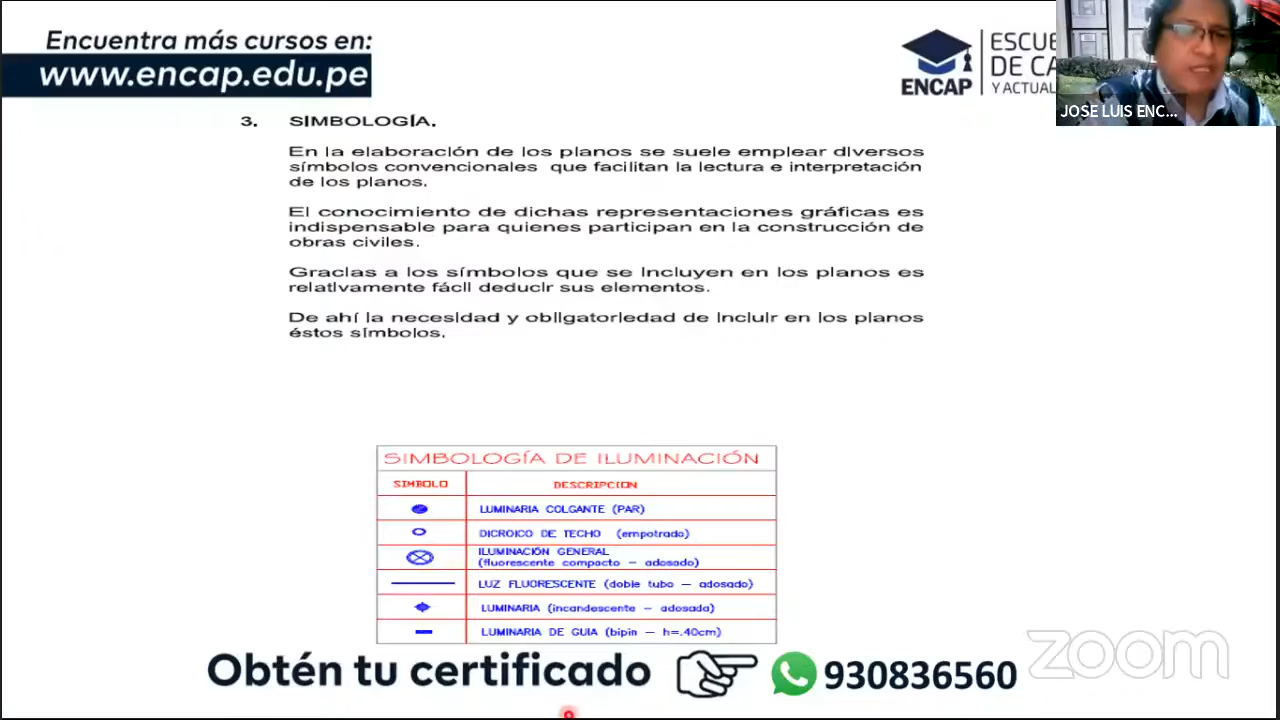 Encuentra más cursos en:
www.encap.edu.pe
ENCAP
ESCUE
DE CA
Y ACTUAL
JOSE LUIS ENC...
3. SIMBOLOGÍA.
En la elaboración de los planos se suele emplear diversos
símbolos convencionales que facilitan la lectura e interpretación
de los planos.
El conocimiento de dichas representaciones gráficas es
indispensable para quienes participan en la construcción de
obras civiles.
Gracias a los símbolos que se incluyen en los planos es
relativamente fácil deducir sus elementos.
De ahí la necesidad y obligatoriedad de incluir en los planos
éstos símbolos.
SIMBOLOGÍA DE ILUMINACIÓN
SIMBOLO DESCRIPCION
LUMINARIA COLGANTE (PAR)
DICROICO DE TECHO (empotrado)
ILUMINACIÓN GENERAL
(fluorescente compacto – adosado)
LUZ FLUORESCENTE (doble tubo – adosado)
LUMINARIA (incandescente – adosada)
LUMINARIA DE GUIA (bipin – h=.40cm)
Obtén tu certificado 930836560
zoom